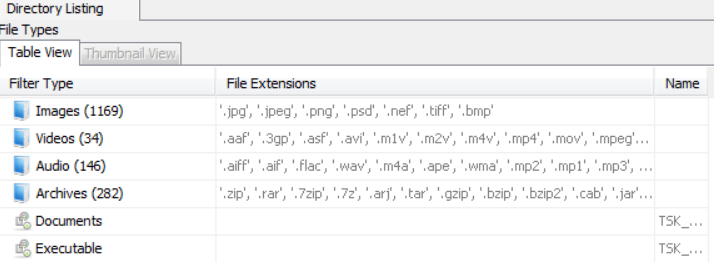 Directory Listing
File Types
Table View Thumbnail View
Filter Type File Extensions Name
Images (1169) '.jpg', '.jpeg', '.png', '.psd', '.nef', '.tiff', '.bmp'
Videos (34) '.aaf', '.3gp', '.asf', '.avi', '.m1v', '.m2v', '.m4v', '.mp4', '.mov', '.mpeg'...
Audio (146) '.aiff', '.aif', '.flac', '.wav', '.m4a', '.ape', '.wma', '.mp2', '.mp1', '.mp3', ...
Archives (282) '.zip', '.rar', '.7zip', '.7z', '.arj', '.tar', '.gzip', '.bzip', '.bzip2', '.cab', '.jar'...
Documents TSK_...
Executable TSK_...